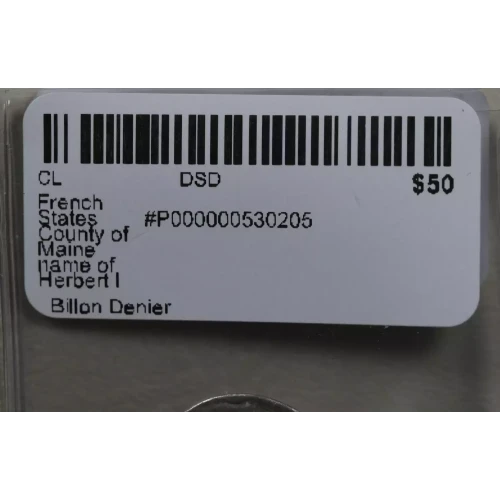 CL DSD $50
French
States #P000000530205
County of
Maine
name of
Herbert I
Billon Denier